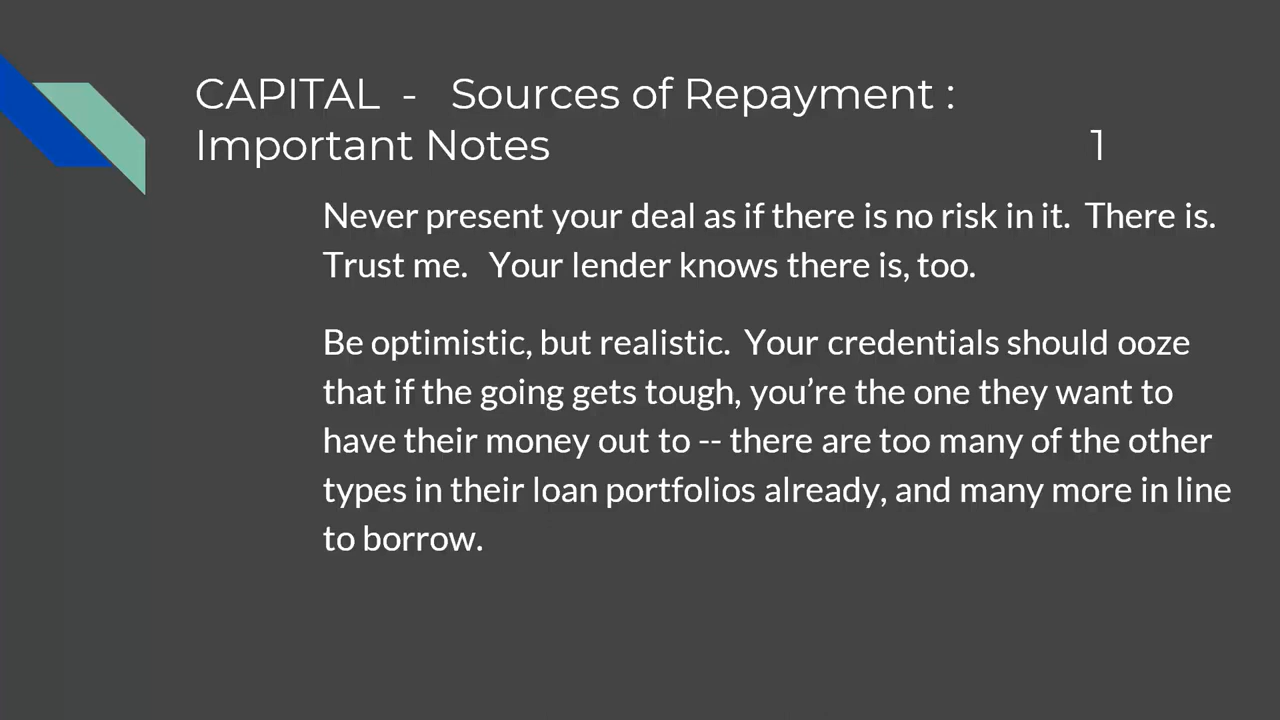 CAPITAL - Sources of Repayment :
Important Notes 1
Never present your deal as if there is no risk in it. There is.
Trust me. Your lender knows there is, too.
Be optimistic, but realistic. Your credentials should ooze
that if the going gets tough, you’re the one they want to
have their money out to -- there are too many of the other
types in their loan portfolios already, and many more in line
to borrow.